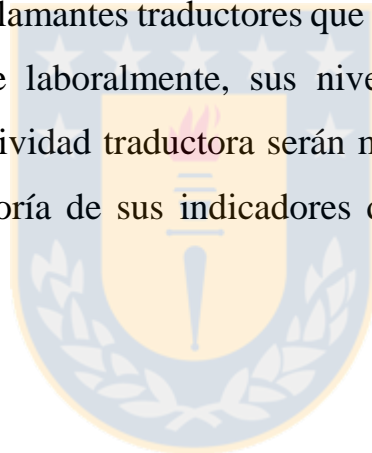 lamantes traductores que
e laboralmente, sus nive
ividad traductora serán m
oría de sus indicadores d